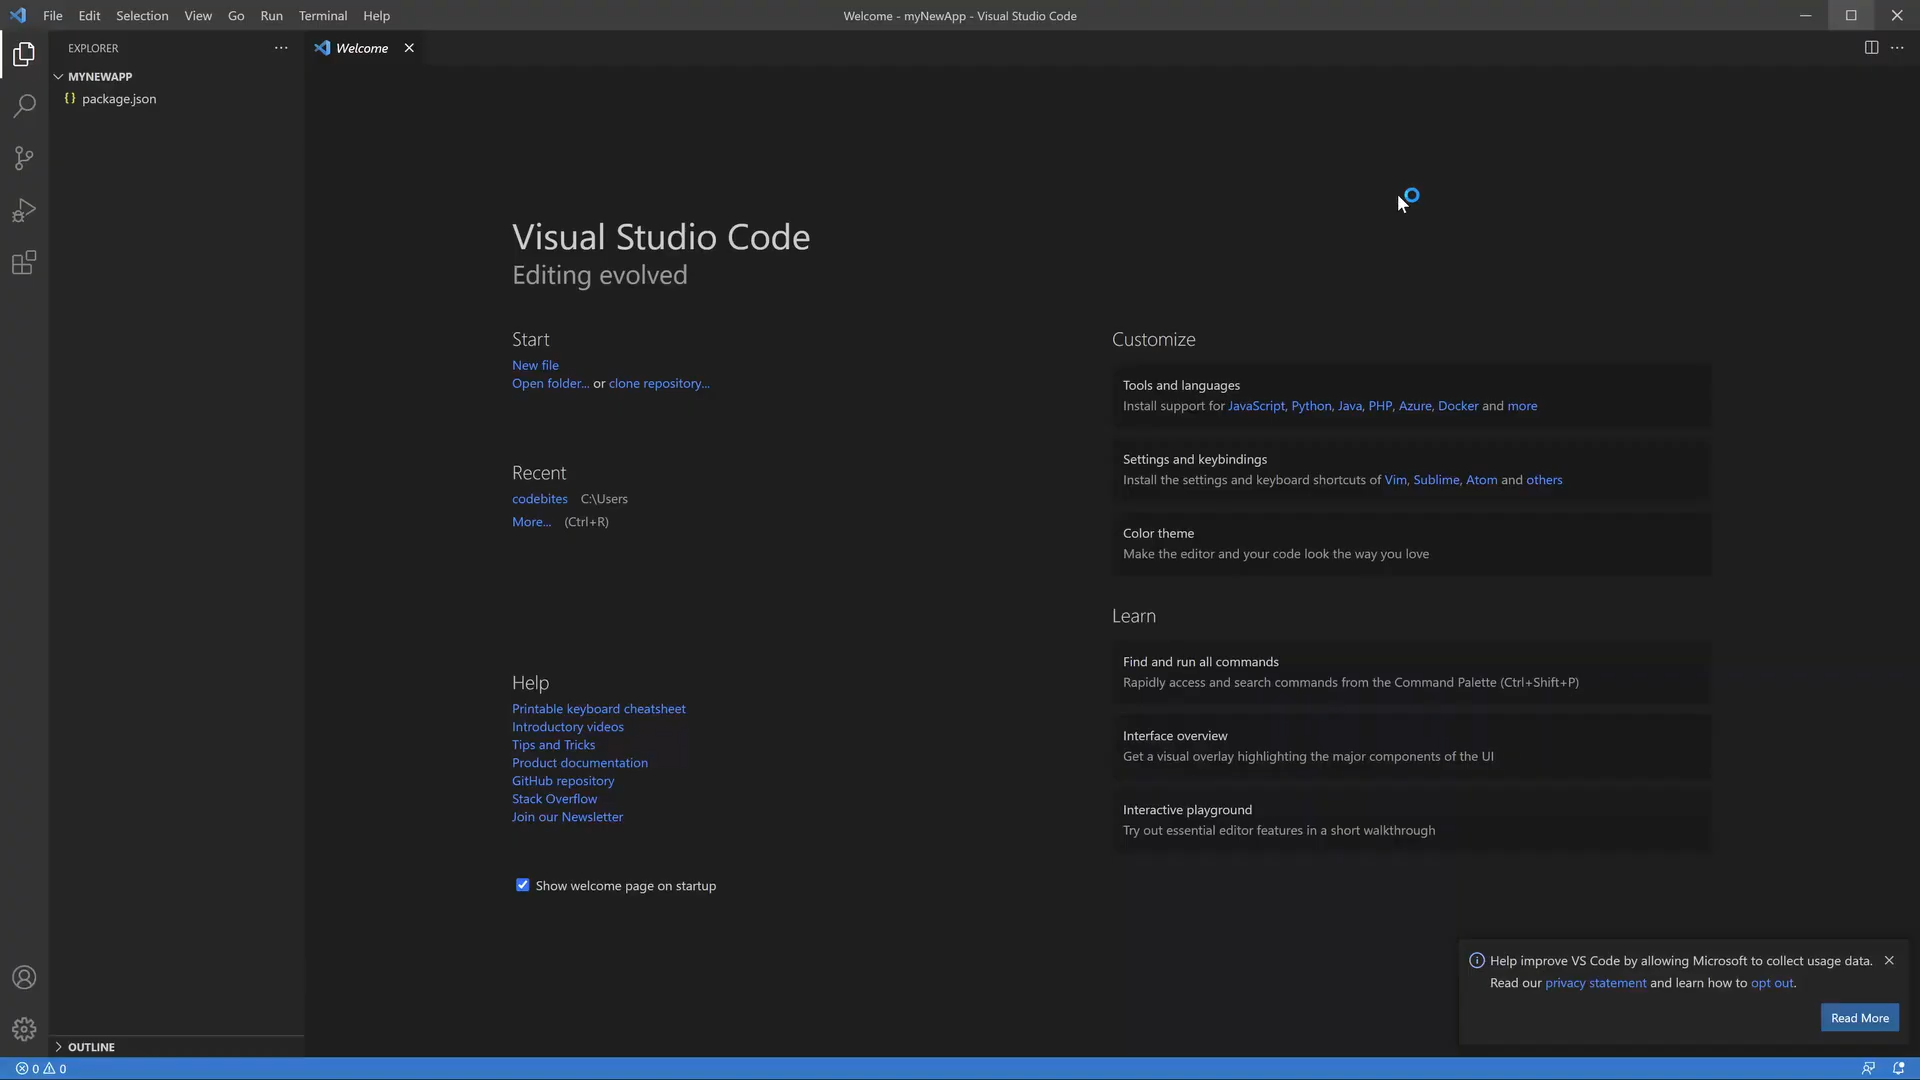 File Edit Selection View Go Run Terminal Help
Welcome - myNewApp - Visual Studio Code
EXPLORER
MYNEWAPP
{} package.json
OUTLINE
Welcome
Visual Studio Code
Editing evolved
Start
New file
Open folder... or clone repository...
Recent
codebites C:\Users
More... (Ctrl+R)
Help
Printable keyboard cheatsheet
Introductory videos
Tips and Tricks
Product documentation
GitHub repository
Stack Overflow
Join our Newsletter
Show welcome page on startup
Customize
Tools and languages
Install support for JavaScript, Python, Java, PHP, Azure, Docker and more
Settings and keybindings
Install the settings and keyboard shortcuts of Vim, Sublime, Atom and others
Color theme
Make the editor and your code look the way you love
Learn
Find and run all commands
Rapidly access and search commands from the Command Palette (Ctrl+Shift+P)
Interface overview
Get a visual overlay highlighting the major components of the UI
Interactive playground
Try out essential editor features in a short walkthrough
Help improve VS Code by allowing Microsoft to collect usage data.
Read our privacy statement and learn how to opt out.
Read More
0 0